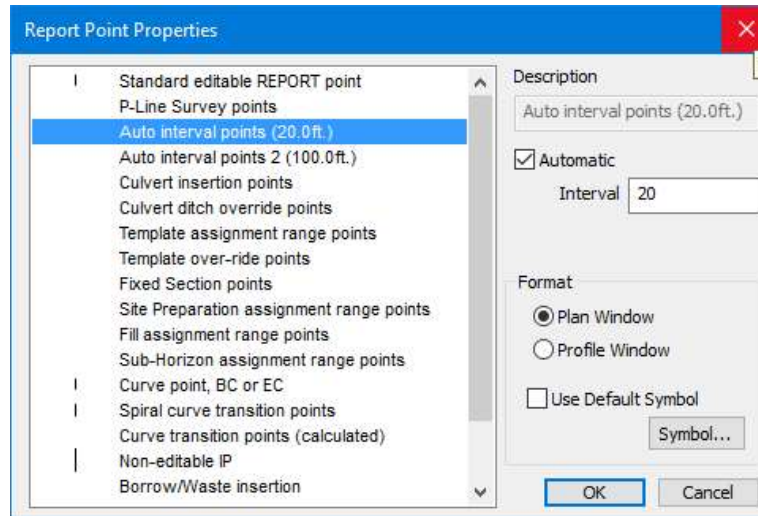 Report Point Properties
Standard editable REPORT point
P-Line Survey points
Auto interval points (20.0ft.)
Auto interval points 2 (100.0ft.)
Culvert insertion points
Culvert ditch override points
Template assignment range points
Template over-ride points
Fixed Section points
Site Preparation assignment range points
Fill assignment range points
Sub-Horizon assignment range points
Curve point, BC or EC
Spiral curve transition points
Curve transition points (calculated)
Non-editable IP
Borrow/Waste insertion
Description
Auto interval points (20.0ft.)
Automatic
Interval 20
Format
Plan Window
Profile Window
Use Default Symbol
Symbol...
OK Cancel